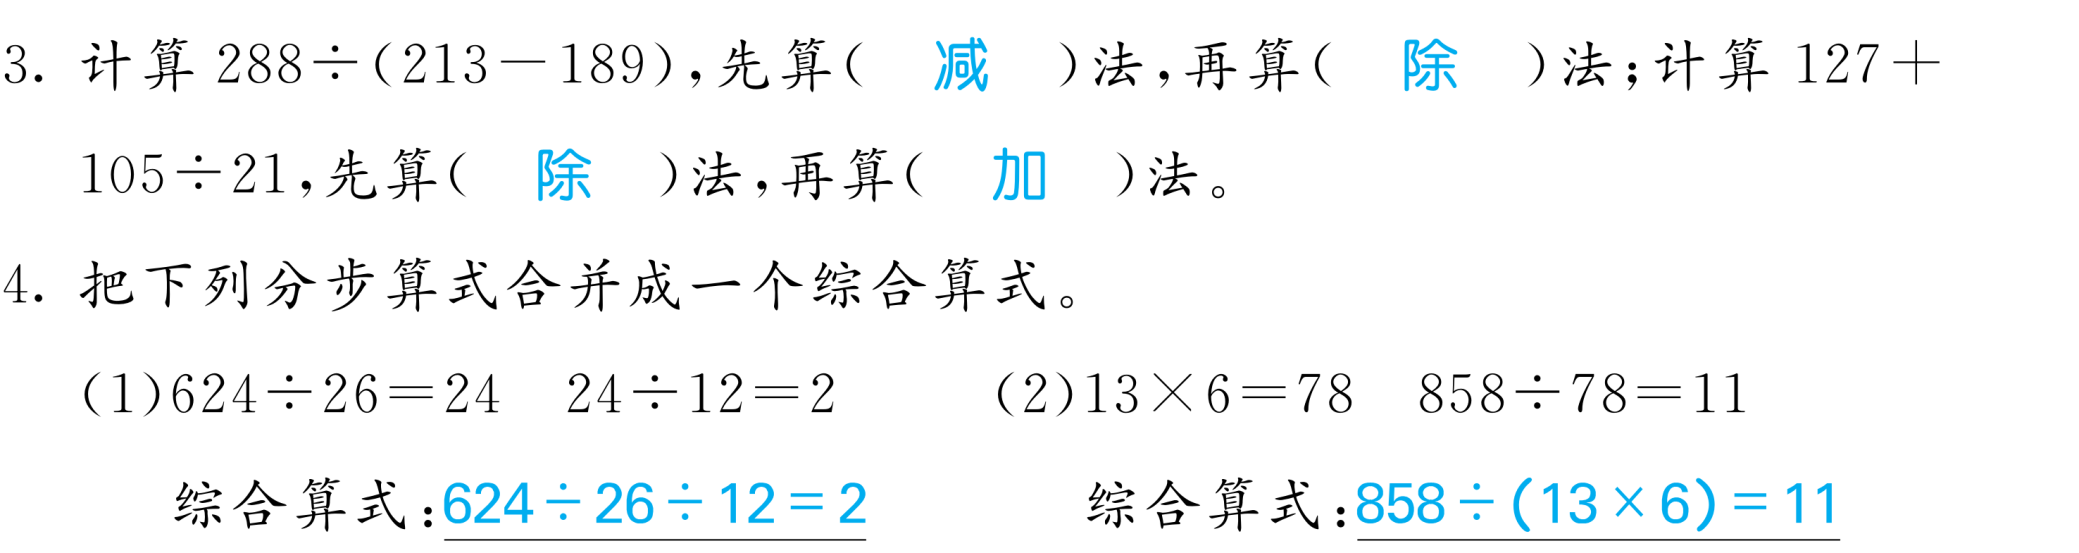 3. 计算 288÷(213－189),先算( 减 )法,再算( 除 )法;计算 127＋
105÷21,先算( 除 )法,再算( 加 )法。
4. 把下列分步算式合并成一个综合算式。
(1)624÷26＝24 24÷12＝2 (2)13×6＝78 858÷78＝11
综合算式:624÷26÷12＝2 综合算式:858÷(13×6)＝11